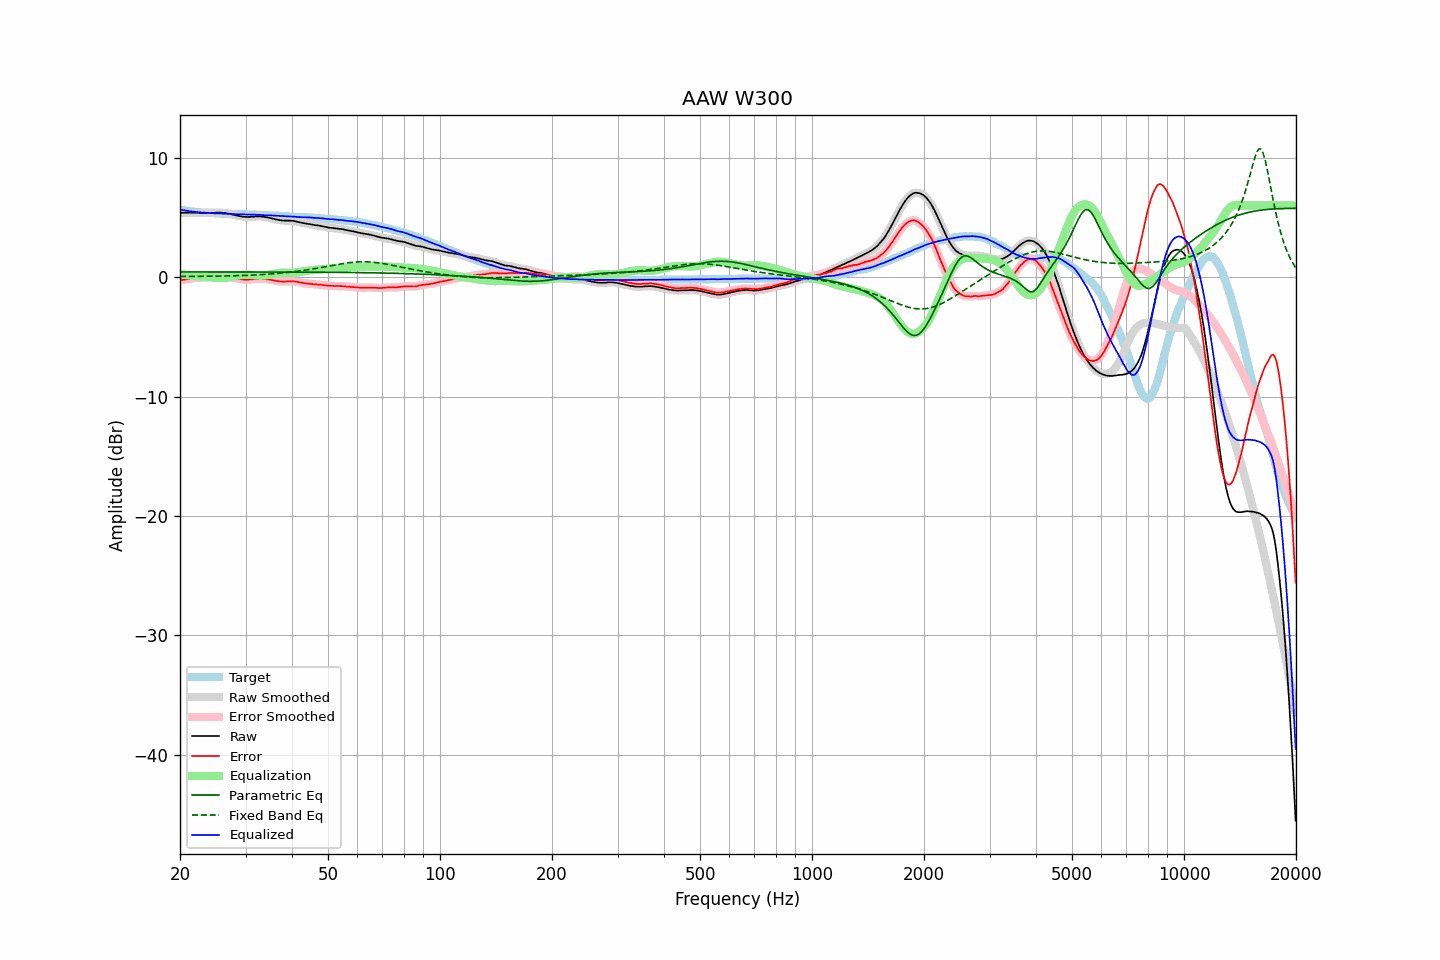 AAW W300
Amplitude (dBr)
10
0
−10
−20
−30
−40
Target
Raw Smoothed
Error Smoothed
Raw
Error
Equalization
Parametric Eq
Fixed Band Eq
Equalized
20 50 100 200 500 1000 2000 5000 10000 20000
Frequency (Hz)